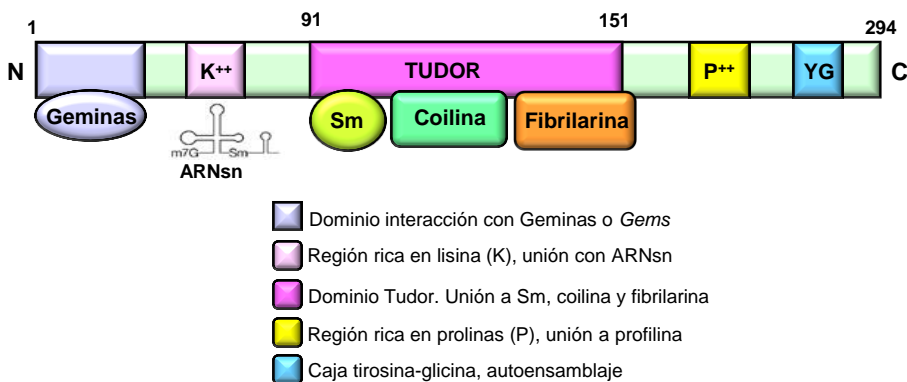 1 91 151 294
N K++ TUDOR P++ YG C
Geminas Sm Coilina Fibrilarina
m7G Sm
ARNsn
Dominio interacción con Geminas o Gems
Región rica en lisina (K), unión con ARNsn
Dominio Tudor. Unión a Sm, coilina y fibrilarina
Región rica en prolinas (P), unión a profilina
Caja tirosina-glicina, autoensamblaje